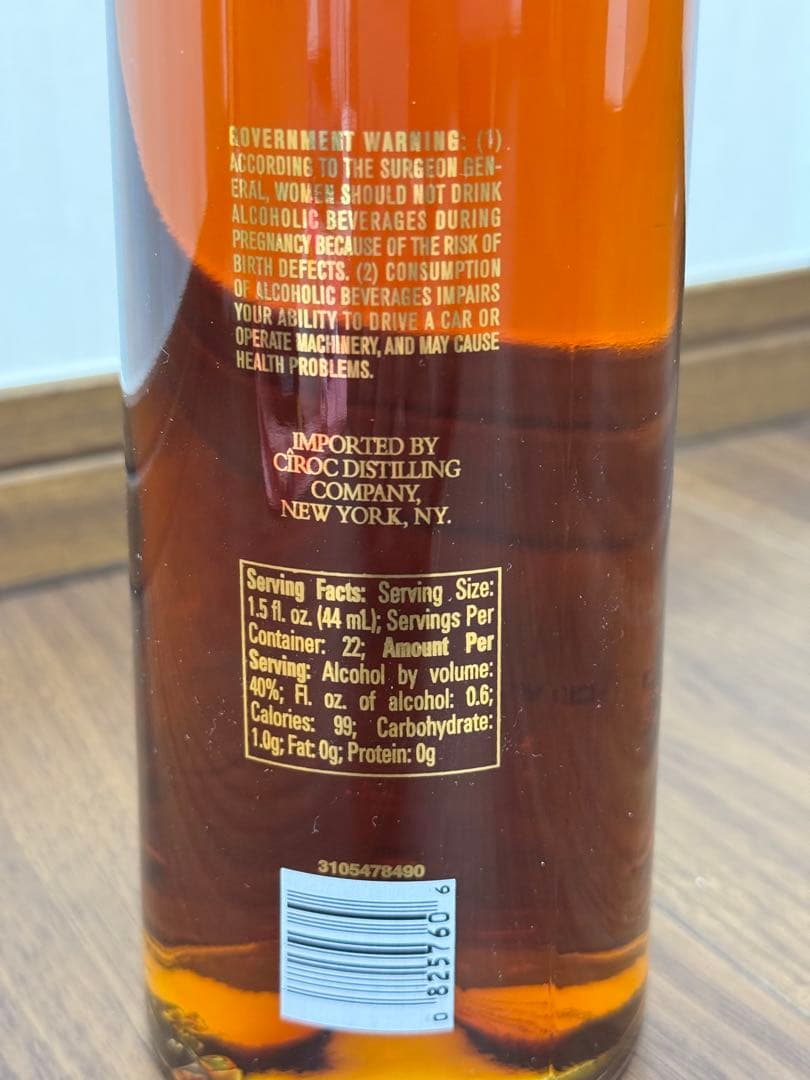 GOVERNMENT WARNING: (1)
ACCORDING TO THE SURGEON GEN-
ERAL, WOMEN SHOULD NOT DRINK
ALCOHOLIC BEVERAGES DURING
PREGNANCY BECAUSE OF THE RISK OF
BIRTH DEFECTS. (2) CONSUMPTION
OF ALCOHOLIC BEVERAGES IMPAIRS
YOUR ABILITY TO DRIVE A CAR OR
OPERATE MACHINERY, AND MAY CAUSE
HEALTH PROBLEMS.
IMPORTED BY
CÎROC DISTILLING
COMPANY,
NEW YORK, NY.
Serving Facts: Serving Size:
1.5 fl. oz. (44 mL); Servings Per
Container: 22; Amount Per
Serving: Alcohol by volume:
40%; Fl. oz. of alcohol: 0.6;
Calories: 99; Carbohydrate:
1.0g; Fat: 0g; Protein: 0g
3105478490
0 825760 6